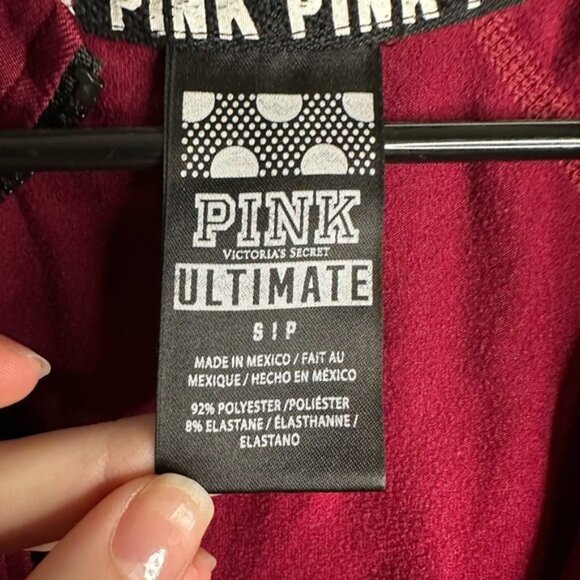 PINK PINK P
PINK
VICTORIA'S SECRET
ULTIMATE
S | P
MADE IN MEXICO / FAIT AU
MEXIQUE / HECHO EN MÉXICO
92% POLYESTER /POLIÉSTER
8% ELASTANE / ÉLASTHANNE /
ELASTANO